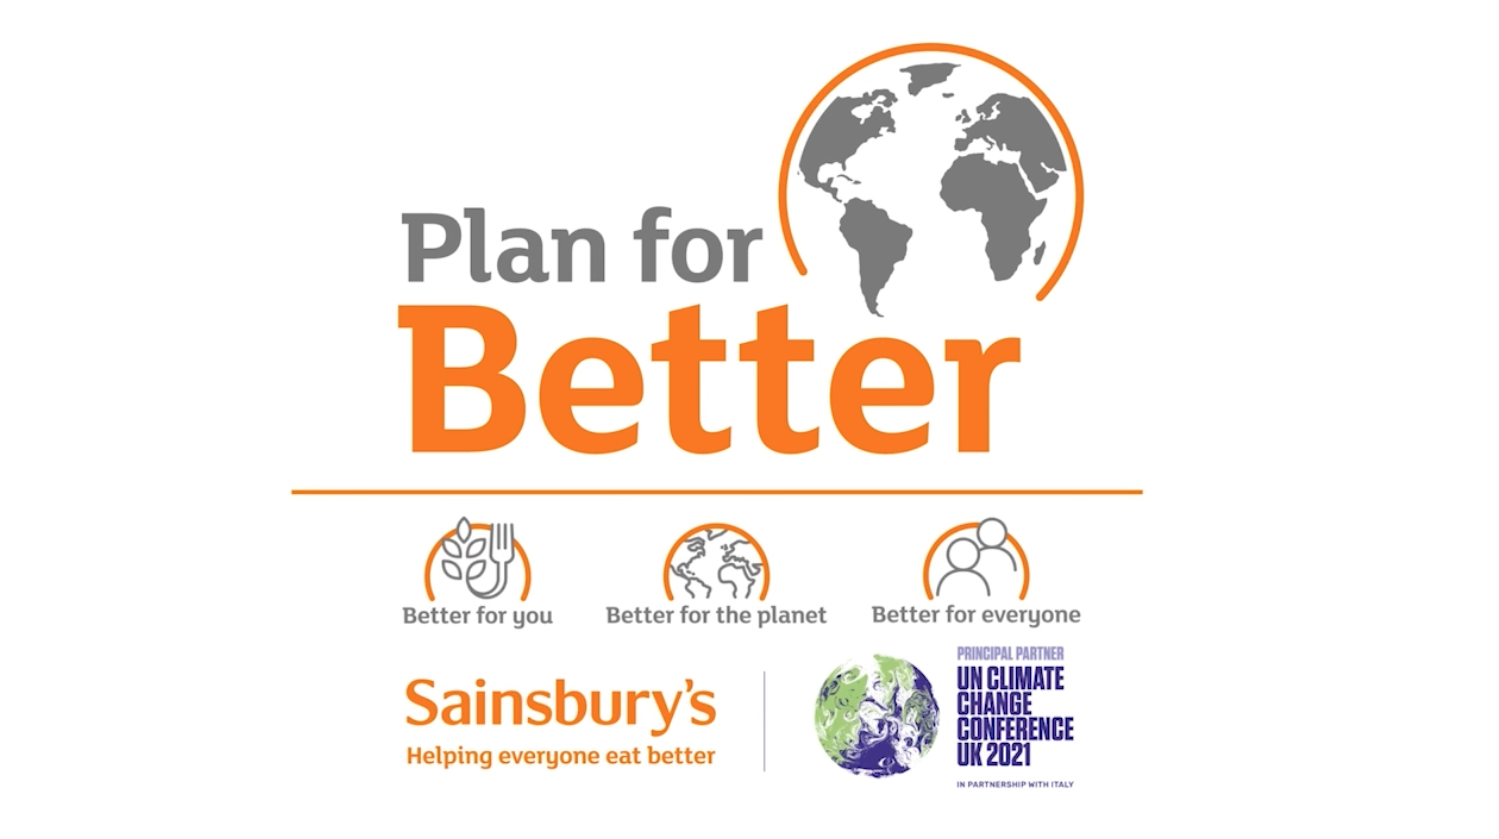 Plan for
Better
Better for you
Better for the planet
Better for everyone
Sainsbury's
Helping everyone eat better
PRINCIPAL PARTNER
UN CLIMATE
CHANGE
CONFERENCE
UK 2021
IN PARTNERSHIP WITH ITALY